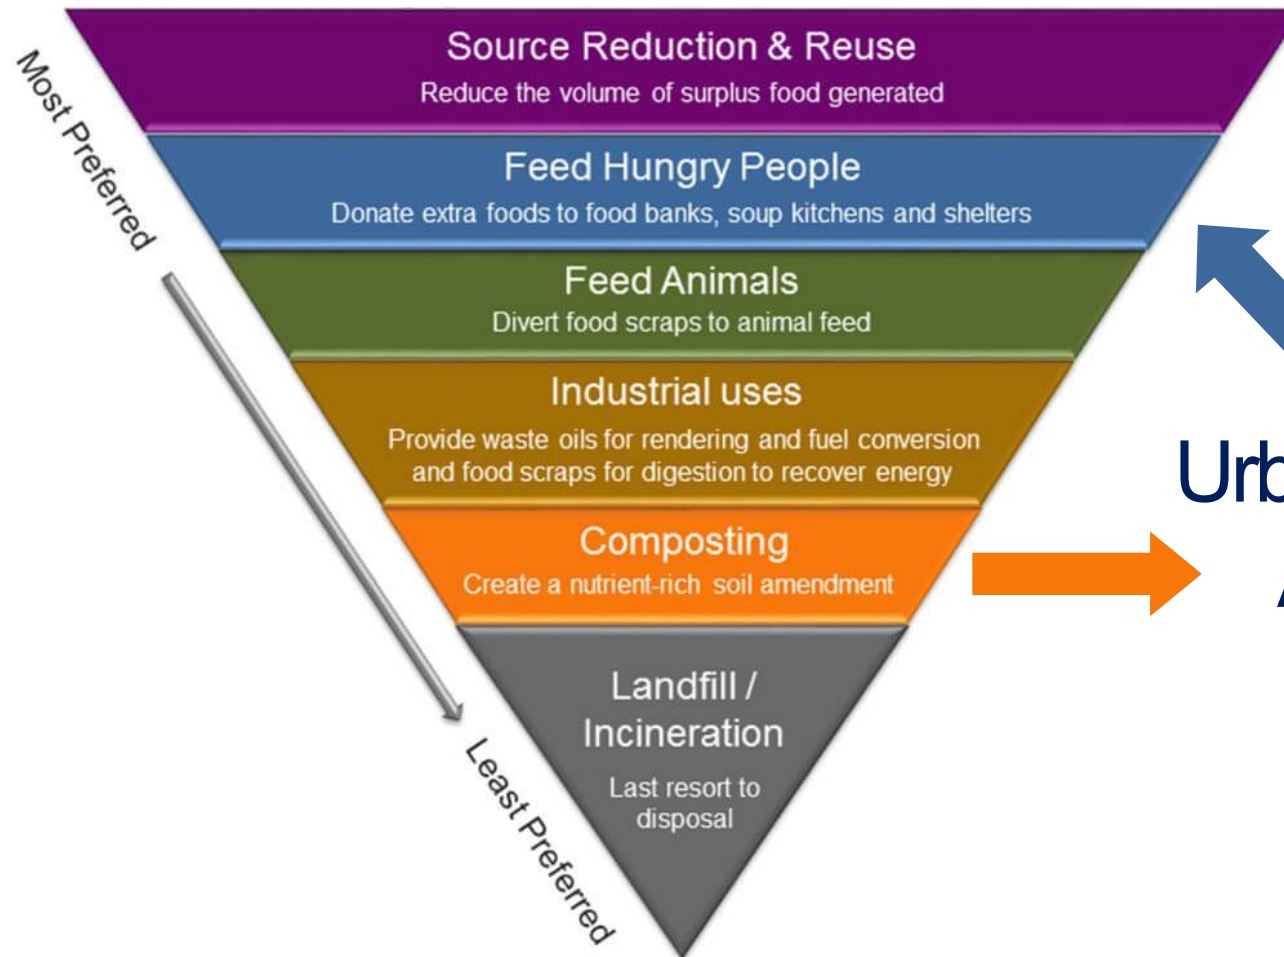 Source Reduction & Reuse
Reduce the volume of surplus food generated
Most Preferred
Feed Hungry People
Donate extra foods to food banks, soup kitchens and shelters
Feed Animals
Divert food scraps to animal feed
Industrial uses
Provide waste oils for rendering and fuel conversion
and food scraps for digestion to recover energy
Composting
Create a nutrient-rich soil amendment
Landfill /
Incineration
Last resort to
disposal
Least Preferred
Urb